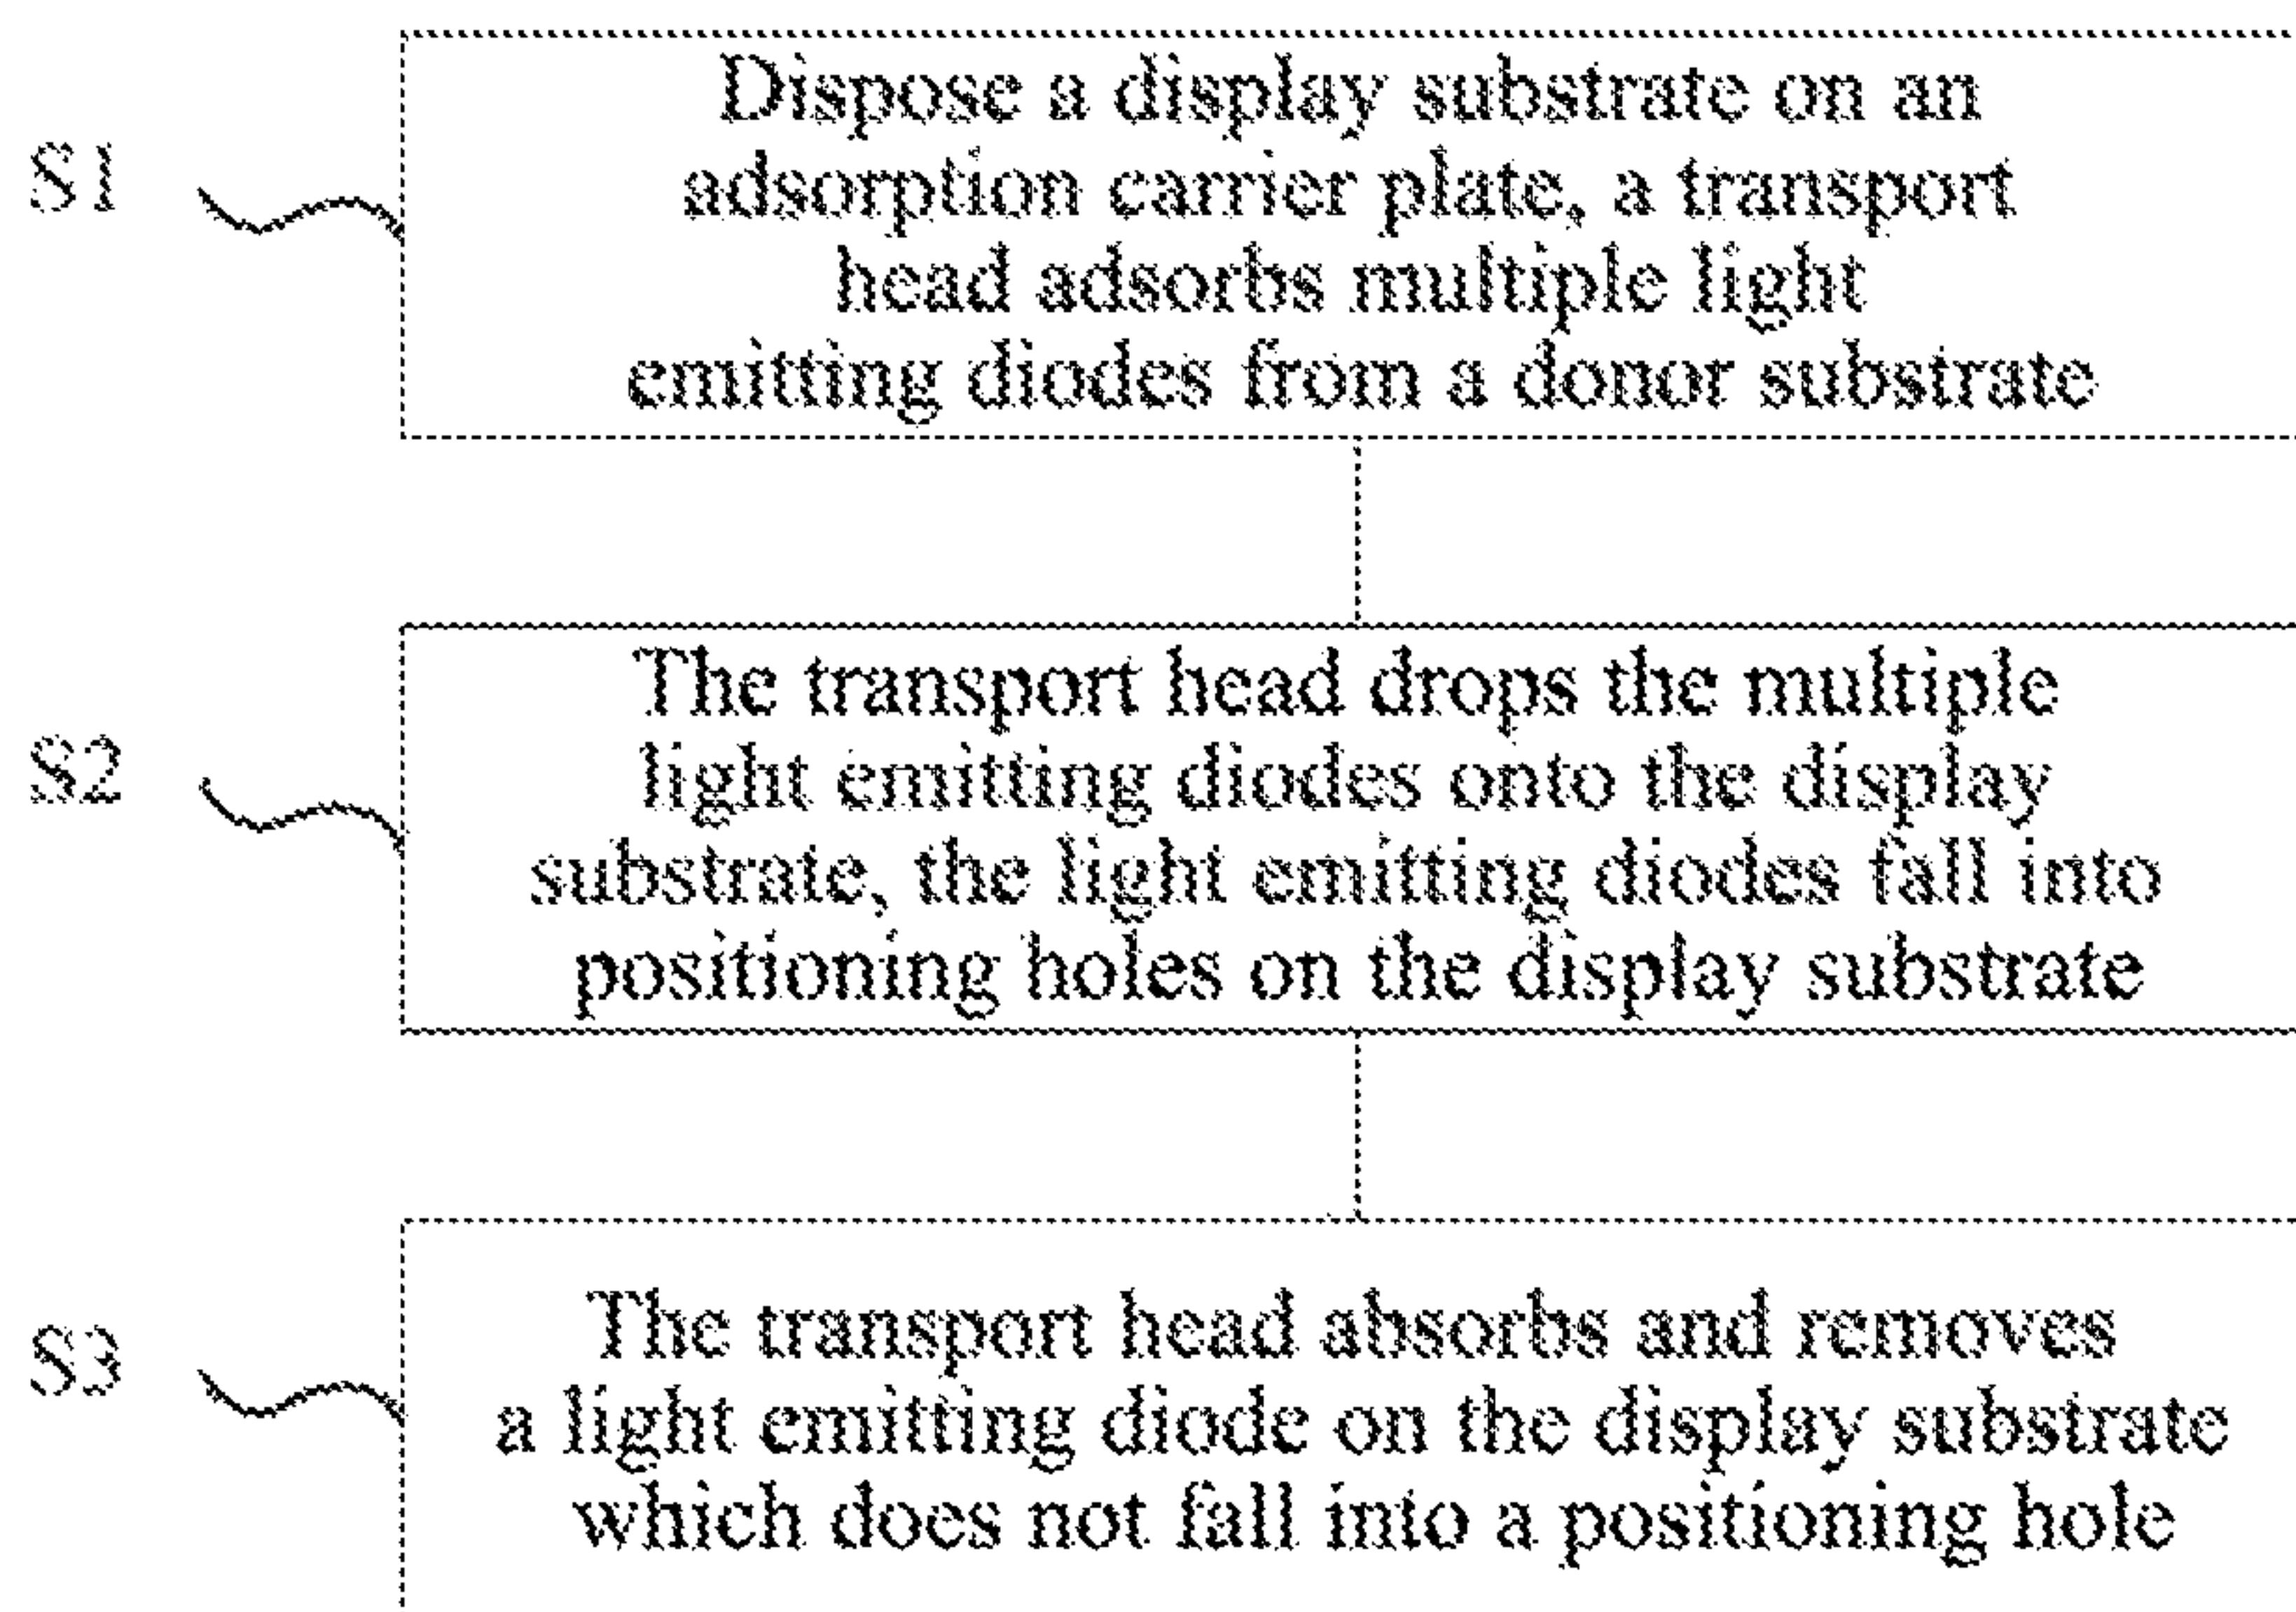 S1
Dispose a display substrate on an
adsorption carrier plate, a transport
head adsorbs multiple light
emitting diodes from a donor substrate
S2
The transport head drops the multiple
light emitting diodes onto the display
substrate, the light emitting diodes fall into
positioning holes on the display substrate
S3
The transport head absorbs and removes
a light emitting diode on the display substrate
which does not fall into a positioning hole